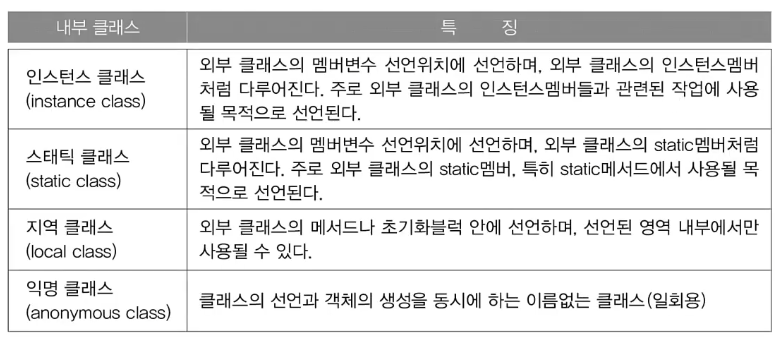 내부 클래스 특 징
인스턴스 클래스
(instance class)
외부 클래스의 멤버변수 선언위치에 선언하며, 외부 클래스의 인스턴스멤버
처럼 다루어진다. 주로 외부 클래스의 인스턴스멤버들과 관련된 작업에 사용
될 목적으로 선언된다.
스태틱 클래스
(static class)
외부 클래스의 멤버변수 선언위치에 선언하며, 외부 클래스의 static멤버처럼
다루어진다. 주로 외부 클래스의 static멤버, 특히 static메서드에서 사용될 목
적으로 선언된다.
지역 클래스
(local class)
외부 클래스의 메서드나 초기화블럭 안에 선언하며, 선언된 영역 내부에서만
사용될 수 있다.
익명 클래스
(anonymous class)
클래스의 선언과 객체의 생성을 동시에 하는 이름없는 클래스(일회용)